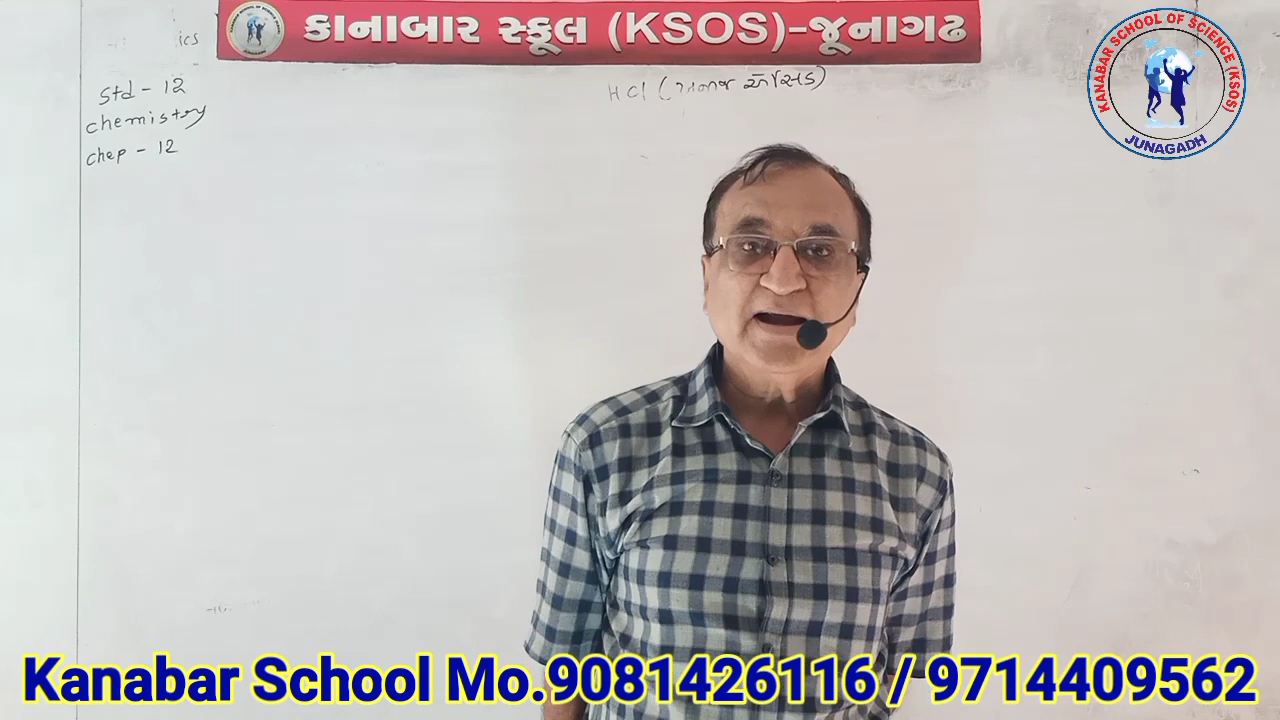 કાનાબાર સ્કૂલ (KSOS)-જૂનાગઢ
ics
Std - 12
chemistry
chep - 12
HCl
KANABAR SCHOOL OF SCIENCE (KSOS)
JUNAGADH
Kanabar School Mo.9081426116 / 9714409562